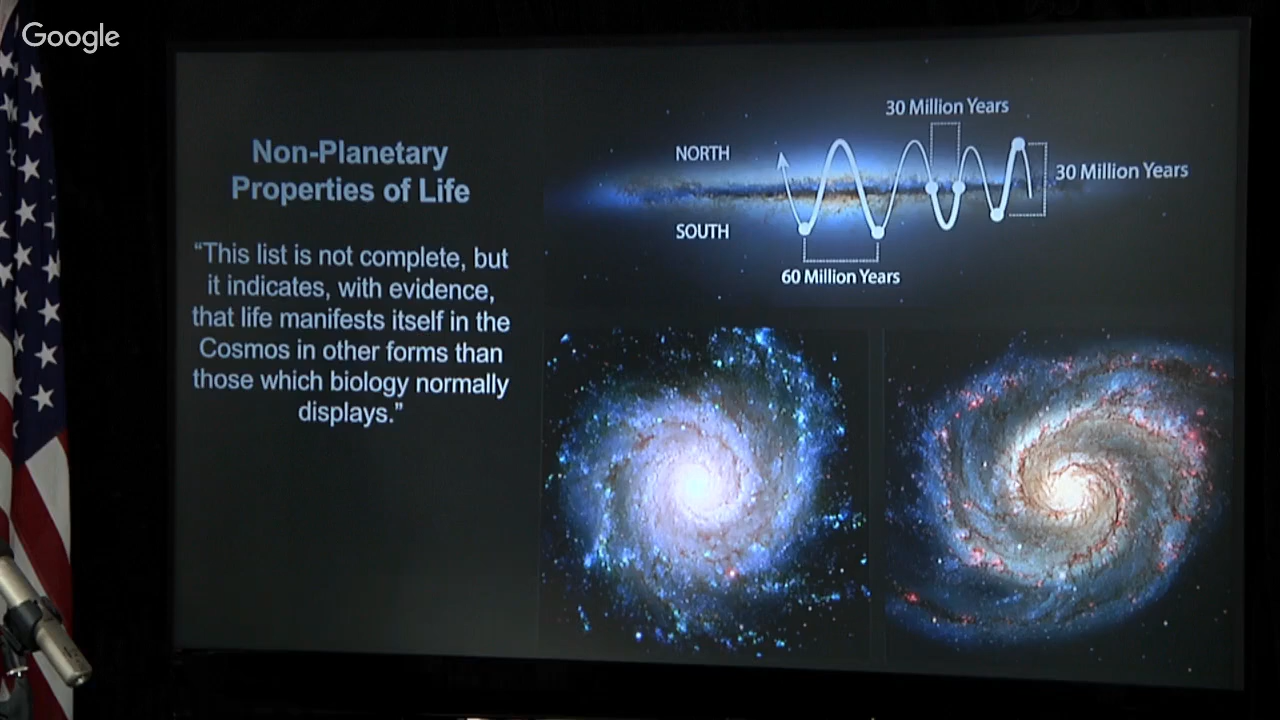 Google
Non-Planetary
Properties of Life
“This list is not complete, but
it indicates, with evidence,
that life manifests itself in the
Cosmos in other forms than
those which biology normally
displays.”
30 Million Years
NORTH
30 Million Years
SOUTH
60 Million Years